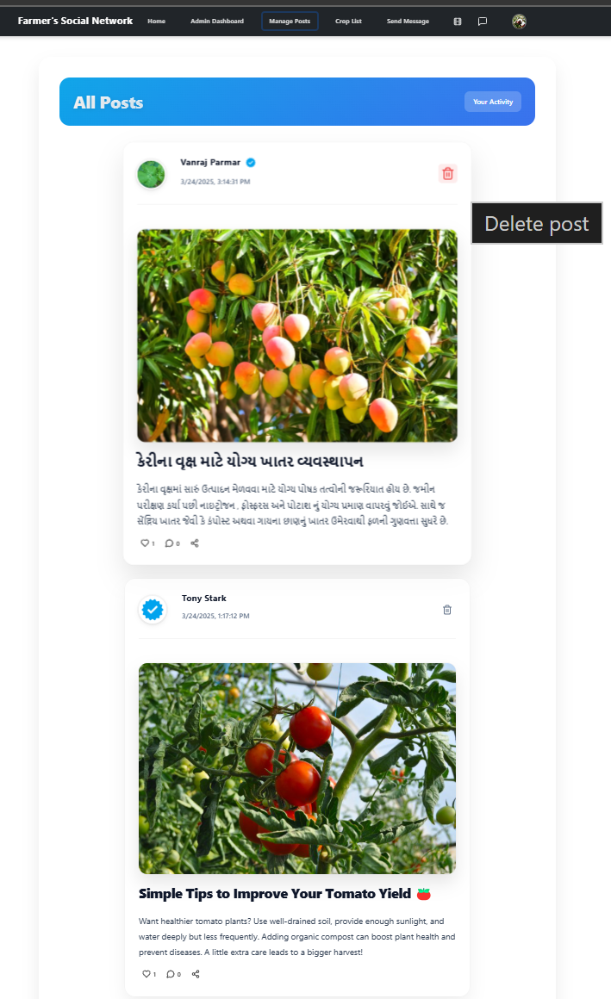 Farmer's Social Network Home Admin Dashboard Manage Posts Crop List Send Message
All Posts
Your Activity
Vanraj Parmar
3/24/2025, 3:14:31 PM
Delete post
કેરીના વૃક્ષ માટે યોગ્ય ખાતર વ્યવસ્થાપન
કેરીના વૃક્ષમાં સારું ઉત્પાદન મેળવવા માટે યોગ્ય પોષક તત્વોની જરૂરિયાત હોય છે. જમીન
પરીક્ષણ કર્યા પછી નાઇટ્રોજન , ફોસ્ફરસ અને પોટાશ નું યોગ્ય પ્રમાણ વાપરવું જોઈએ. સાથે જ
સેંદ્રિય ખાતર જેવી કે કંપોસ્ટ અથવા ગાયના છાણનું ખાતર ઉમેરવાથી ફળની ગુણવત્તા સુધરે છે.
1 0
Tony Stark
3/24/2025, 1:17:12 PM
Simple Tips to Improve Your Tomato Yield 🍅
Want healthier tomato plants? Use well-drained soil, provide enough sunlight, and
water deeply but less frequently. Adding organic compost can boost plant health and
prevent diseases. A little extra care leads to a bigger harvest!
1 0